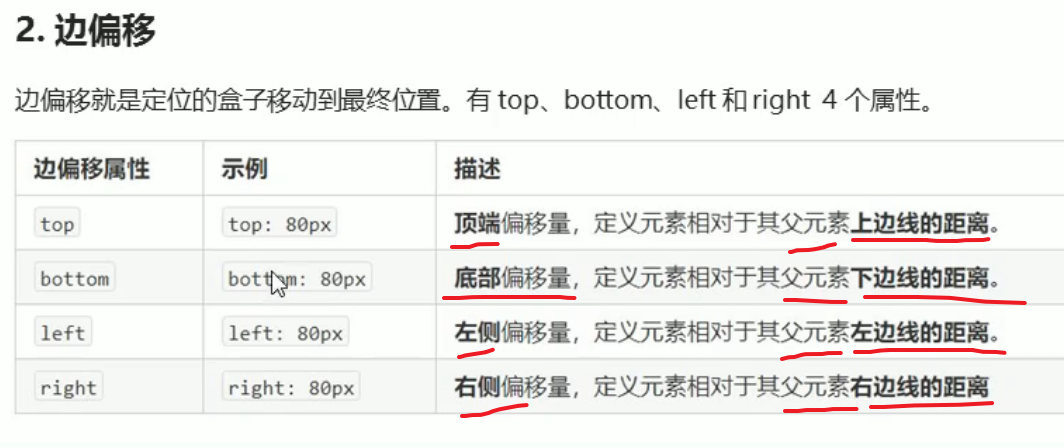 2. 边偏移
边偏移就是定位的盒子移动到最终位置。有 top、bottom、left 和 right 4 个属性。
边偏移属性 示例 描述
top top: 80px 顶端偏移量，定义元素相对于其父元素上边线的距离。
bottom bottom: 80px 底部偏移量，定义元素相对于其父元素下边线的距离。
left left: 80px 左侧偏移量，定义元素相对于其父元素左边线的距离。
right right: 80px 右侧偏移量，定义元素相对于其父元素右边线的距离